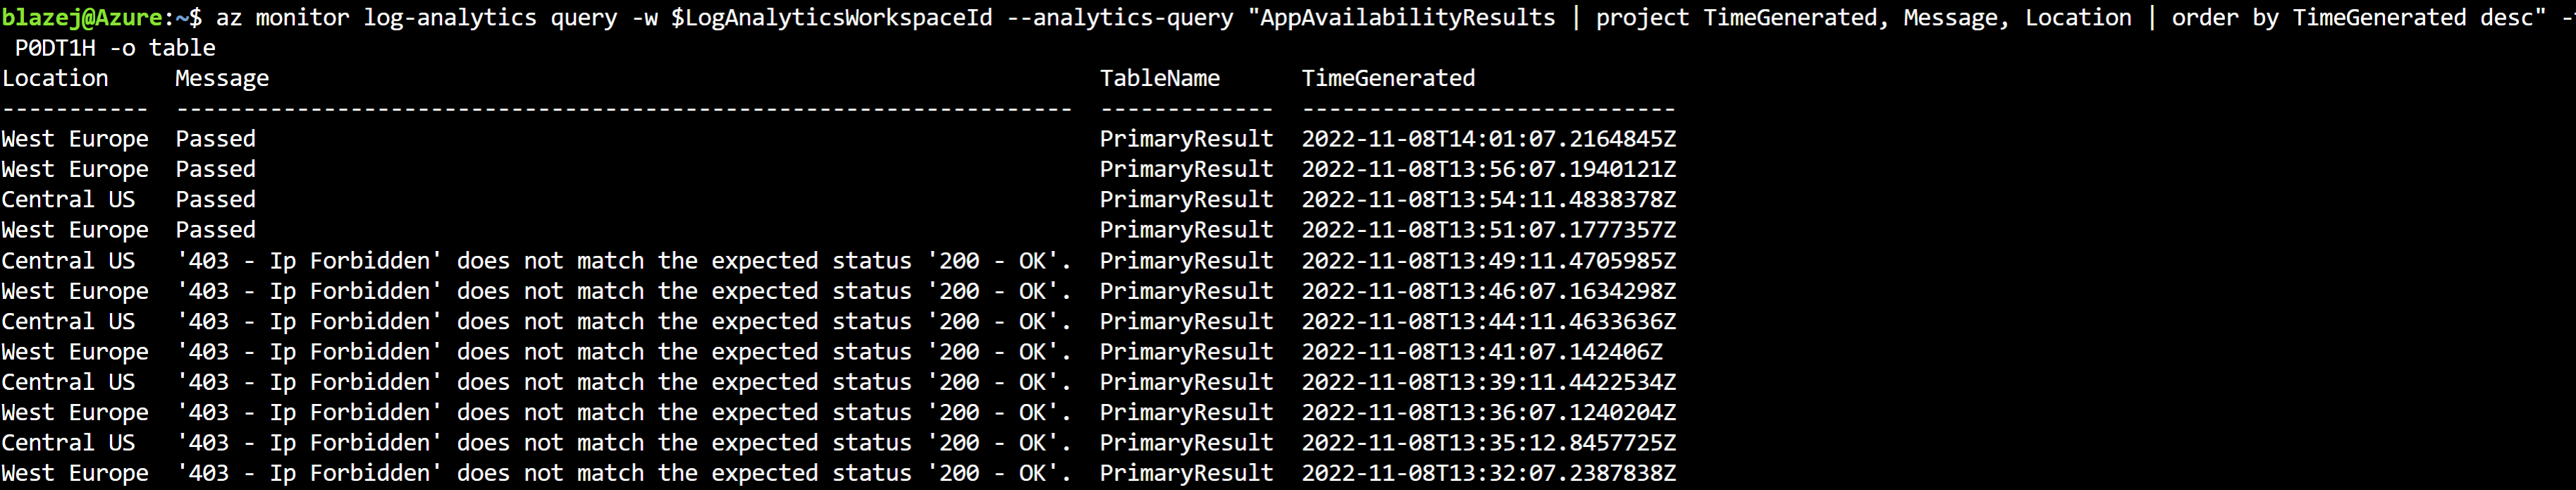 blazej@Azure:~$ az monitor log-analytics query -w $LogAnalyticsWorkspaceId --analytics-query "AppAvailabilityResults | project TimeGenerated, Message, Location | order by TimeGenerated desc" -t
P0DT1H -o table
Location     Message                                                              TableName      TimeGenerated
-----------  -------------------------------------------------------------------  -------------  ----------------------------
West Europe  Passed                                                               PrimaryResult  2022-11-08T14:01:07.2164845Z
West Europe  Passed                                                               PrimaryResult  2022-11-08T13:56:07.1940121Z
Central US   Passed                                                               PrimaryResult  2022-11-08T13:54:11.4838378Z
West Europe  Passed                                                               PrimaryResult  2022-11-08T13:51:07.1777357Z
Central US   '403 - Ip Forbidden' does not match the expected status '200 - OK'.  PrimaryResult  2022-11-08T13:49:11.4705985Z
West Europe  '403 - Ip Forbidden' does not match the expected status '200 - OK'.  PrimaryResult  2022-11-08T13:46:07.1634298Z
Central US   '403 - Ip Forbidden' does not match the expected status '200 - OK'.  PrimaryResult  2022-11-08T13:44:11.4633636Z
West Europe  '403 - Ip Forbidden' does not match the expected status '200 - OK'.  PrimaryResult  2022-11-08T13:41:07.142406Z
Central US   '403 - Ip Forbidden' does not match the expected status '200 - OK'.  PrimaryResult  2022-11-08T13:39:11.4422534Z
West Europe  '403 - Ip Forbidden' does not match the expected status '200 - OK'.  PrimaryResult  2022-11-08T13:36:07.1240204Z
Central US   '403 - Ip Forbidden' does not match the expected status '200 - OK'.  PrimaryResult  2022-11-08T13:35:12.8457725Z
West Europe  '403 - Ip Forbidden' does not match the expected status '200 - OK'.  PrimaryResult  2022-11-08T13:32:07.2387838Z